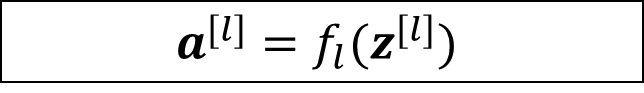 𝒂^[𝑙] = 𝑓_𝑙(𝒛^[𝑙])